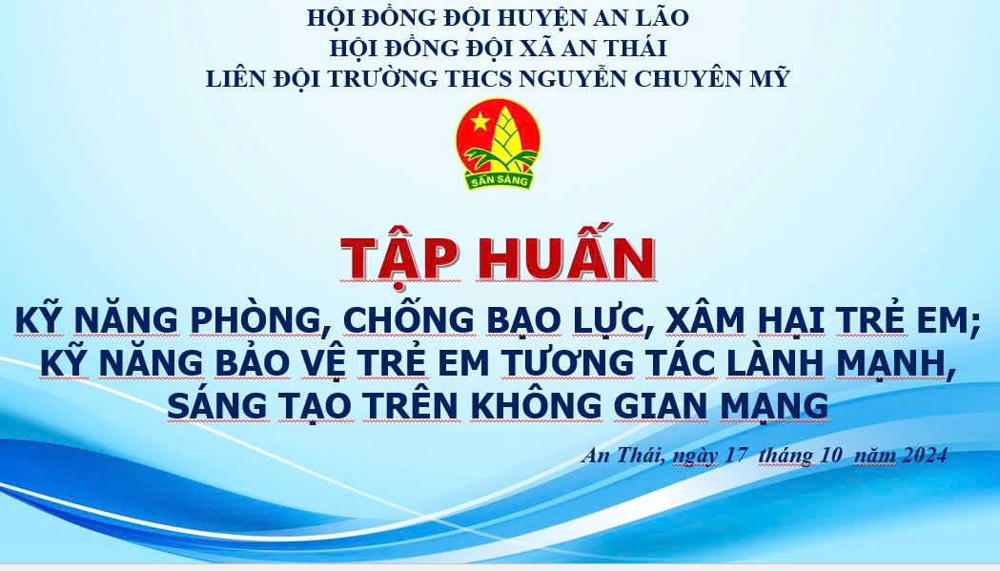 HỘI ĐỒNG ĐỘI HUYỆN AN LÃO
HỘI ĐỒNG ĐỘI XÃ AN THÁI
LIÊN ĐỘI TRƯỜNG THCS NGUYỄN CHUYÊN MỸ
SẴN SÀNG
TẬP HUẤN
KỸ NĂNG PHÒNG, CHỐNG BẠO LỰC, XÂM HẠI TRẺ EM;
KỸ NĂNG BẢO VỆ TRẺ EM TƯƠNG TÁC LÀNH MẠNH,
SÁNG TẠO TRÊN KHÔNG GIAN MẠNG
An Thái, ngày 17 tháng 10 năm 2024